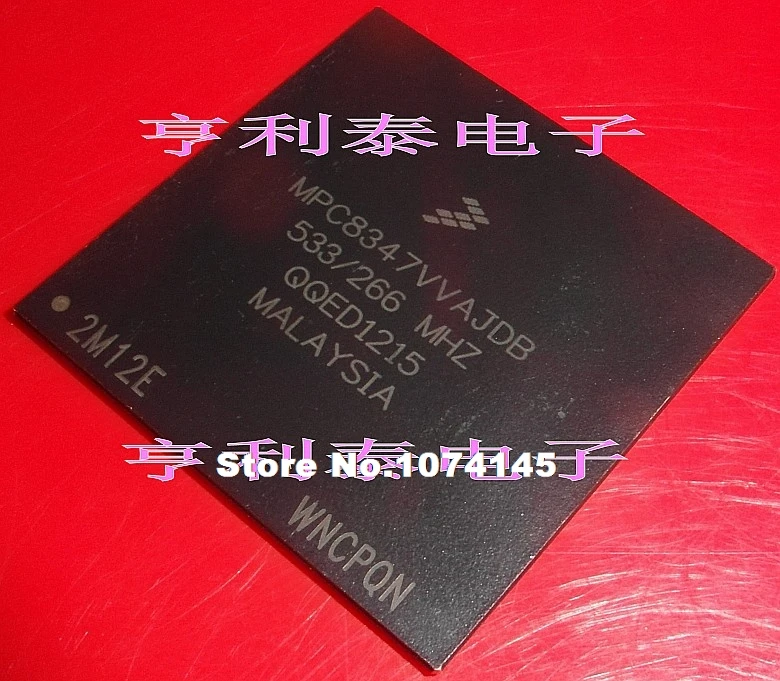 亨利泰电子
MPC8347VVAJDB
533/266 MHZ
QQED1215
MALAYSIA
2M12E
亨利泰电子
Store No.1074145
WNCPQN